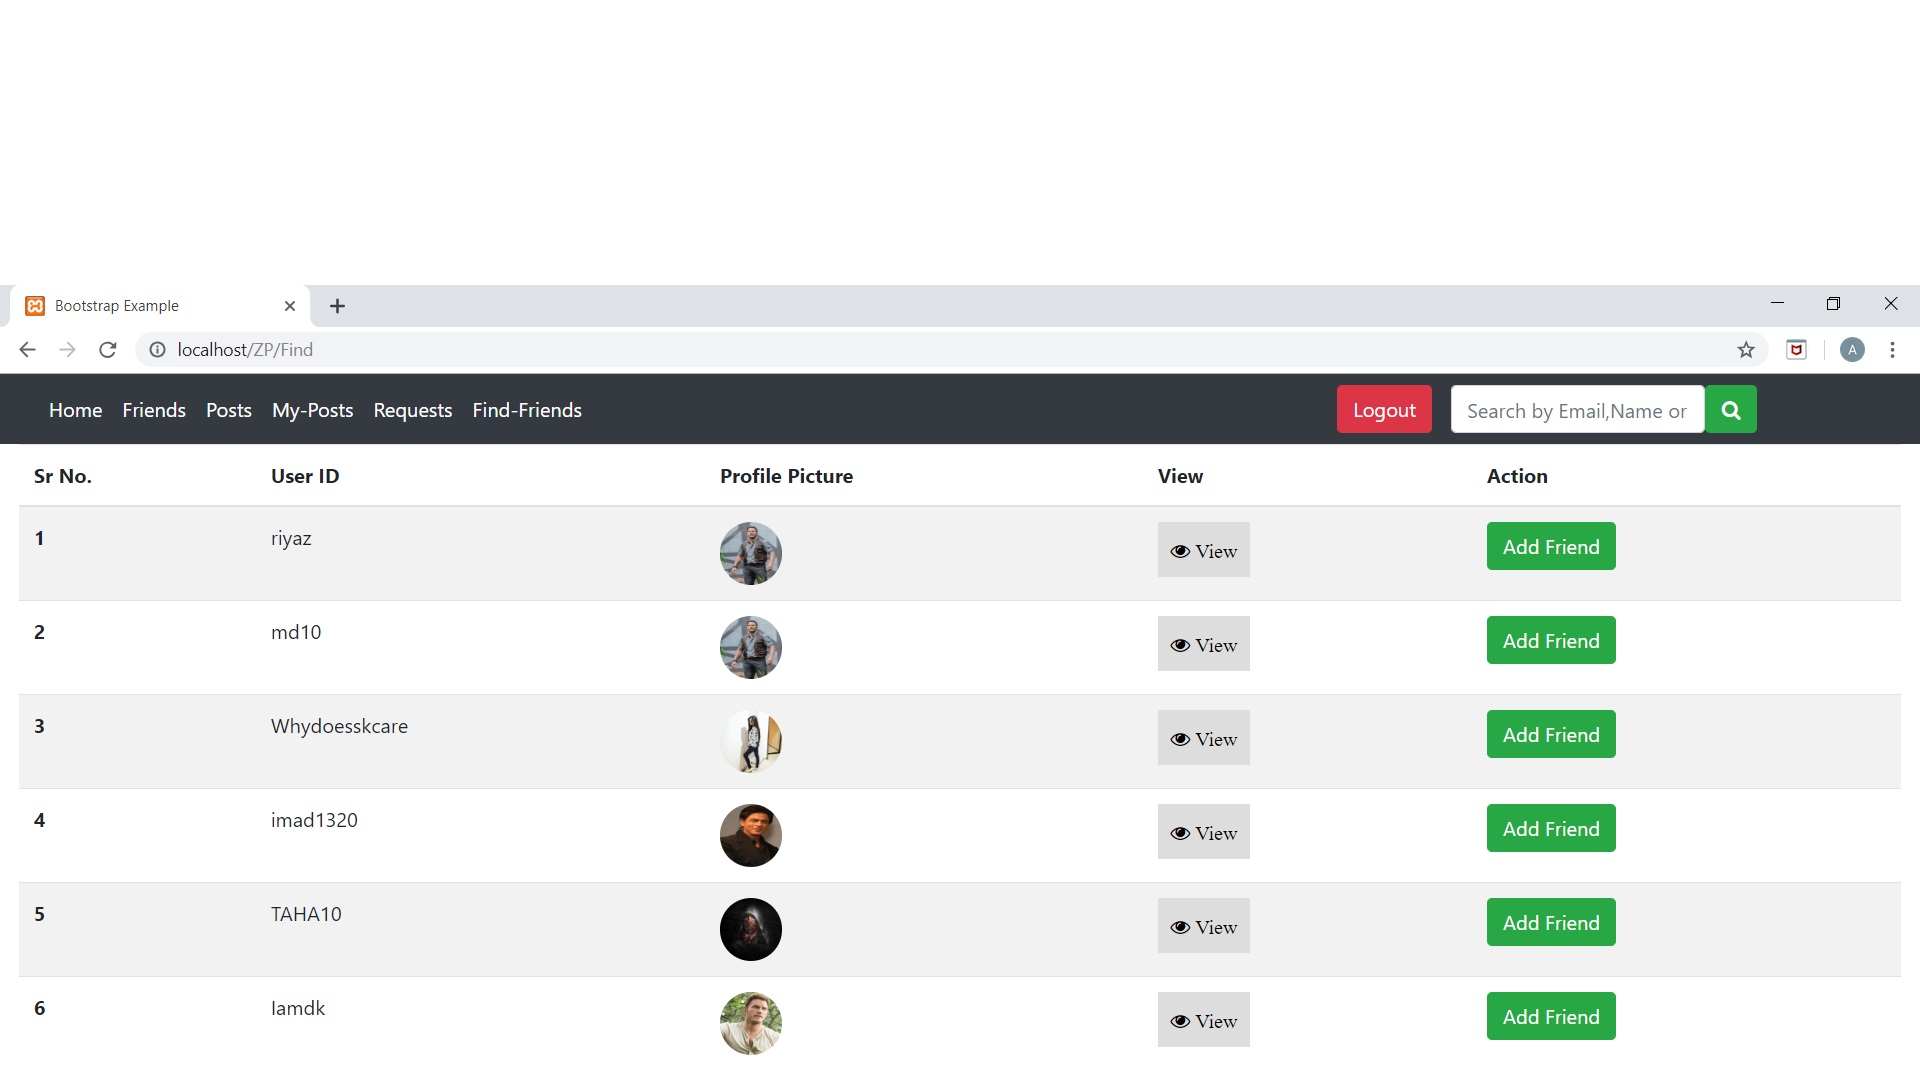 Bootstrap Example
localhost/ZP/Find
A
Home Friends Posts My-Posts Requests Find-Friends Logout Search by Email,Name or
Sr No. User ID Profile Picture View Action
1 riyaz View Add Friend
2 md10 View Add Friend
3 Whydoesskcare View Add Friend
4 imad1320 View Add Friend
5 TAHA10 View Add Friend
6 Iamdk View Add Friend